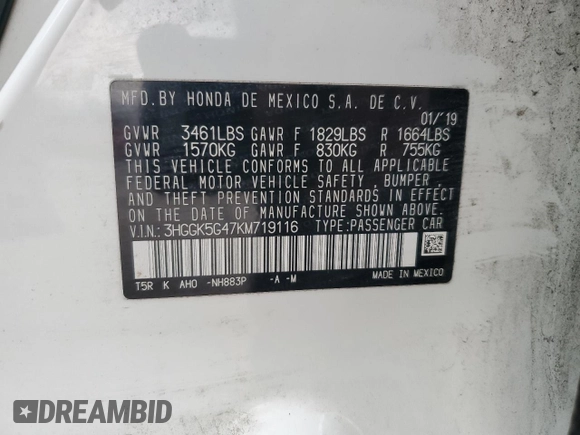 MFD.BY HONDA DE MEXICO S.A. DE C.V.
01/'19
GVWR 3461LBS GAWR F 1829LBS R 1664LBS
GVWR 1570KG GAWR F 830KG R 755KG
THIS VEHICLE CONFORMS TO ALL APPLICABLE
FEDERAL MOTOR VEHICLE SAFETY , BUMPER ,
AND THEFT PREVENTION STANDARDS IN EFFECT
ON THE DATE OF MANUFACTURE SHOWN ABOVE.
V.I.N.: 3HGGK5G47KM719116 TYPE:PASSENGER CAR
T5R K AHO -NH883P -A -M MADE IN MEXICO
DREAMBID